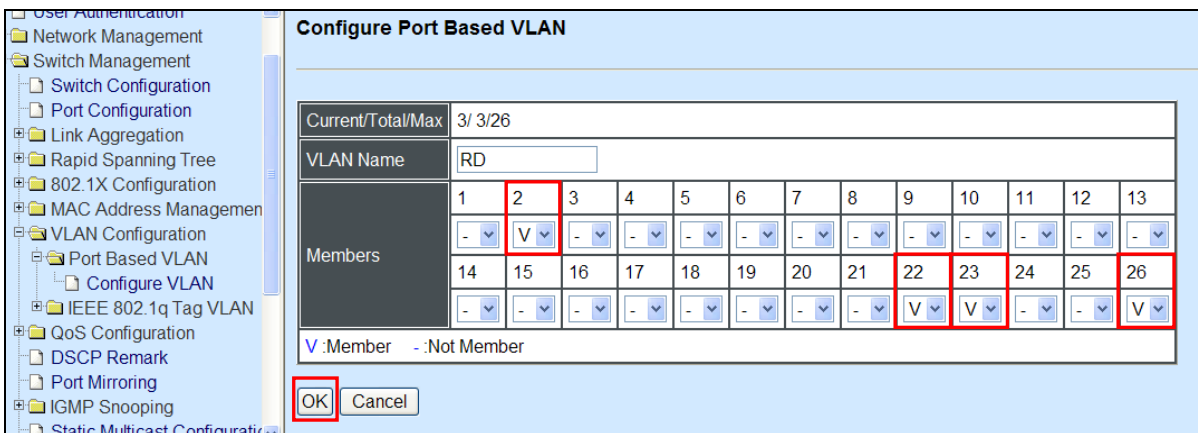 User Authentication
Network Management
Switch Management
Switch Configuration
Port Configuration
Link Aggregation
Rapid Spanning Tree
802.1X Configuration
MAC Address Managemen
VLAN Configuration
Port Based VLAN
Configure VLAN
IEEE 802.1q Tag VLAN
QoS Configuration
DSCP Remark
Port Mirroring
IGMP Snooping
Static Multicast Configuratio
Configure Port Based VLAN
Current/Total/Max 3/ 3/26
VLAN Name RD
Members
1 2 3 4 5 6 7 8 9 10 11 12 13
- V - - - - - - - - - - -
14 15 16 17 18 19 20 21 22 23 24 25 26
- - - - - - - - V V - - V
V :Member - :Not Member
OK Cancel